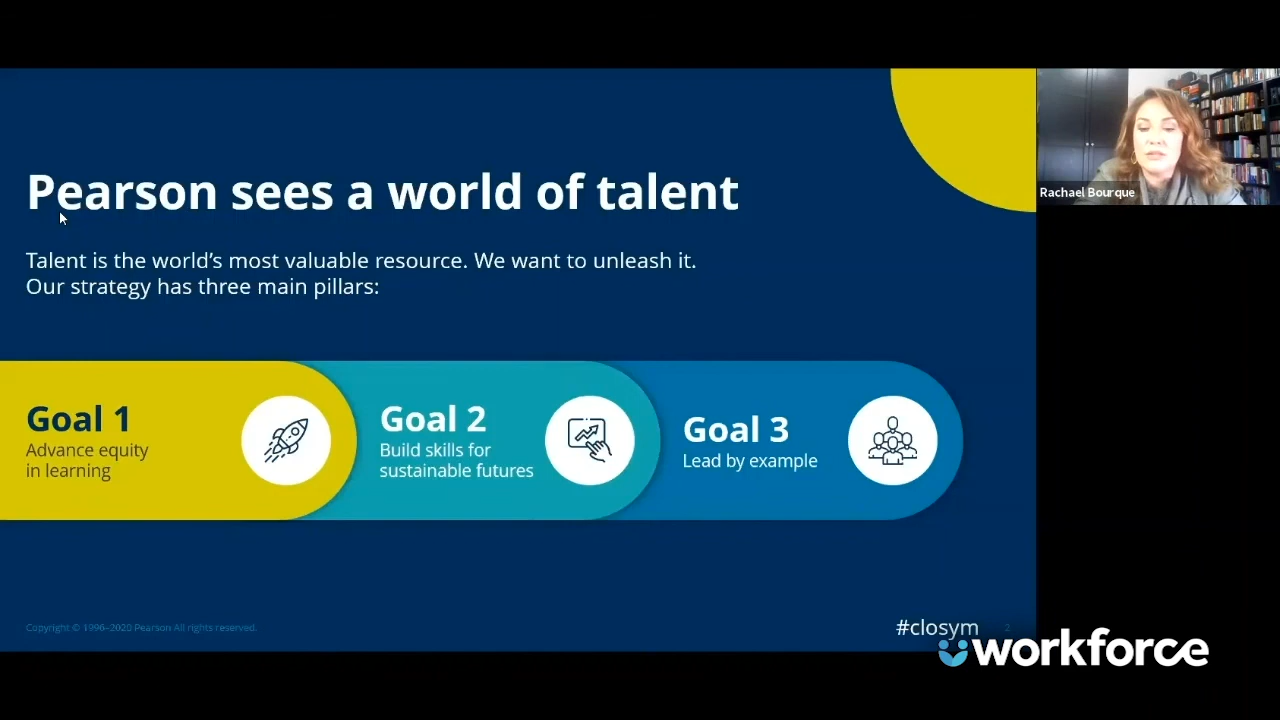 Pearson sees a world of talent
Talent is the world's most valuable resource. We want to unleash it.
Our strategy has three main pillars:
Goal 1
Advance equity
in learning
Goal 2
Build skills for
sustainable futures
Goal 3
Lead by example
Rachael Bourque
Copyright © 1996–2020 Pearson All rights reserved.
#closym
2
workforce